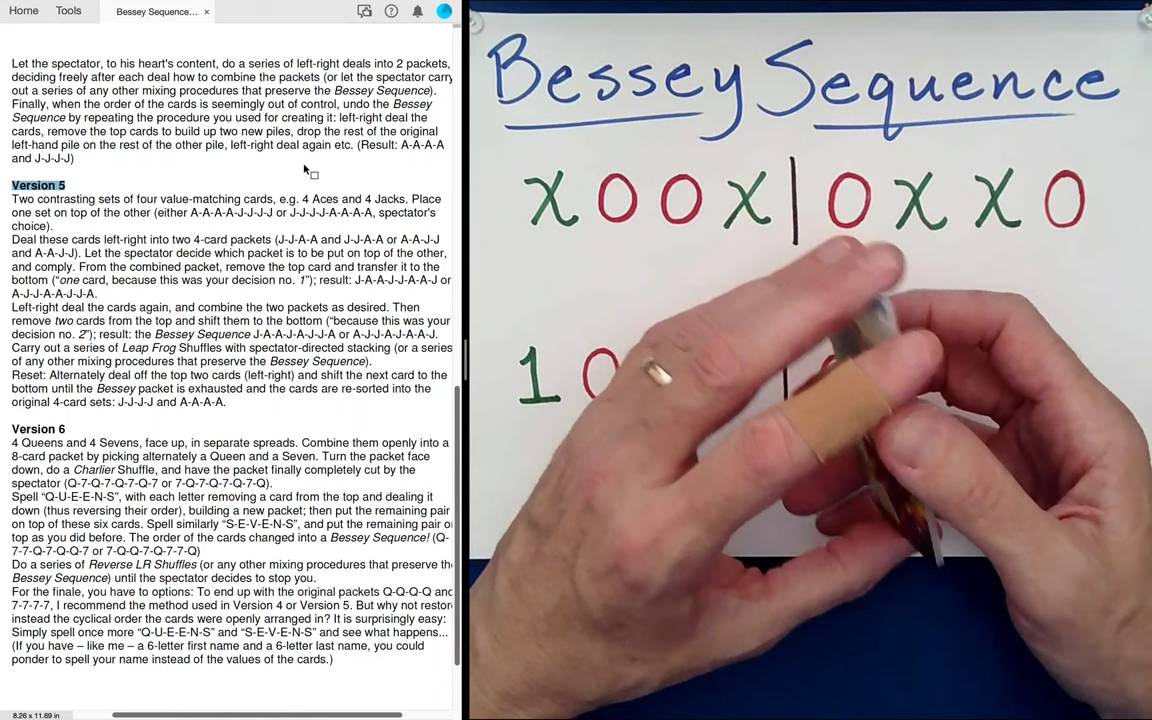 Home
Tools
Bessey Sequence...
×
Let the spectator, to his heart's content, do a series of left-right deals into 2 packets,
deciding freely after each deal how to combine the packets (or let the spectator carry
out a series of any other mixing procedures that preserve the Bessey Sequence).
Finally, when the order of the cards is seemingly out of control, undo the Bessey
Sequence by repeating the procedure you used for creating it: left-right deal the
cards, remove the top cards to build up two new piles, drop the rest of the original
left-hand pile on the rest of the other pile, left-right deal again etc. (Result: A-A-A-A
and J-J-J-J)
Version 5
Two contrasting sets of four value-matching cards, e.g. 4 Aces and 4 Jacks. Place
one set on top of the other (either A-A-A-A-J-J-J-J or J-J-J-J-A-A-A-A, spectator's
choice).
Deal these cards left-right into two 4-card packets (J-J-A-A and J-J-A-A or A-A-J-J
and A-A-J-J). Let the spectator decide which packet is to be put on top of the other,
and comply. From the combined packet, remove the top card and transfer it to the
bottom ("one card, because this was your decision no. 1"); result: J-A-A-J-J-A-A-J or
A-J-J-A-A-J-J-A.
Left-right deal the cards again, and combine the two packets as desired. Then
remove two cards from the top and shift them to the bottom ("because this was your
decision no. 2"); result: the Bessey Sequence J-A-A-J-A-J-J-A or A-J-J-A-J-A-A-J.
Carry out a series of Leap Frog Shuffles with spectator-directed stacking (or a series
of any other mixing procedures that preserve the Bessey Sequence).
Reset: Alternately deal off the top two cards (left-right) and shift the next card to the
bottom until the Bessey packet is exhausted and the cards are re-sorted into the
original 4-card sets: J-J-J-J and A-A-A-A.
Version 6
4 Queens and 4 Sevens, face up, in separate spreads. Combine them openly into a
8-card packet by picking alternately a Queen and a Seven. Turn the packet face
down, do a Charlier Shuffle, and have the packet finally completely cut by the
spectator (Q-7-Q-7-Q-7-Q-7 or 7-Q-7-Q-7-Q-7-Q).
Spell "Q-U-E-E-N-S", with each letter removing a card from the top and dealing it
down (thus reversing their order), building a new packet; then put the remaining pair
on top of these six cards. Spell similarly "S-E-V-E-N-S", and put the remaining pair o
top as you did before. The order of the cards changed into a Bessey Sequence! (Q-
7-7-Q-7-Q-Q-7 or 7-Q-Q-7-Q-7-7-Q)
Do a series of Reverse LR Shuffles (or any other mixing procedures that preserve the
Bessey Sequence) until the spectator decides to stop you.
For the finale, you have to options: To end up with the original packets Q-Q-Q-Q and
7-7-7-7, I recommend the method used in Version 4 or Version 5. But why not restor
instead the cyclical order the cards were openly arranged in? It is surprisingly easy:
Simply spell once more "Q-U-E-E-N-S" and "S-E-V-E-N-S" and see what happens...
(If you have – like me – a 6-letter first name and a 6-letter last name, you could
ponder to spell your name instead of the values of the cards.)
8.26 x 11.69 in
Bessey Sequence
X O O X | O X X O
1 0